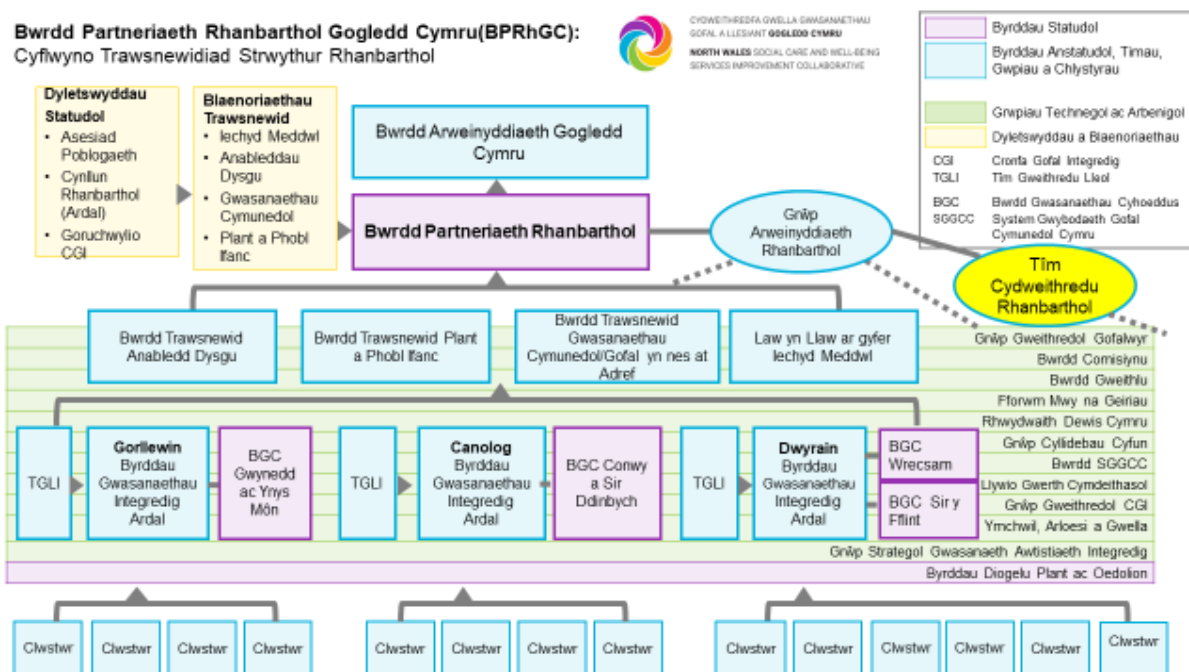 Bwrdd Partneriaeth Rhanbarthol Gogledd Cymru(BPRhGC):
Cyflwyno Trawsnewidiad Strwythur Rhanbarthol
CYDWEITHREDFA GWELLA GWASANAETHAU
GOFAL A LLESIANT GOGLEDD CYMRU
NORTH WALES SOCIAL CARE AND WELL-BEING
SERVICES IMPROVEMENT COLLABORATIVE
Byrddau Statudol
Byrddau Anstatudol, Timau,
Gwpiau a Chlystyrau
Grwpiau Technegol ac Arbenigol
Dyletswyddau a Blaenoriaethau
CGI Cronfa Gofal Integredig
TGLI Tîm Gweithredu Lleol
BGC Bwrdd Gwasanaethau Cyhoeddus
SGGCC System Gwybodaeth Gofal
Cymunedol Cymru
Dyletswyddau
Statudol
• Asesiad
Poblogaeth
• Cynllun
Rhanbarthol
(Ardal)
• Goruchwylio
CGI
Blaenoriaethau
Trawsnewid
• Iechyd Meddwl
• Anableddau
Dysgu
• Gwasanaethau
Cymunedol
• Plant a Phobl
Ifanc
Bwrdd Arweinyddiaeth Gogledd
Cymru
Bwrdd Partneriaeth Rhanbarthol
Grŵp
Arweinyddiaeth
Rhanbarthol
Tîm
Cydweithredu
Rhanbarthol
Bwrdd Trawsnewid
Anabledd Dysgu
Bwrdd Trawsnewid Plant
a Phobl Ifanc
Bwrdd Trawsnewid
Gwasanaethau
Cymunedol/Gofal yn nes at
Adref
Law yn Llaw ar gyfer
Iechyd Meddwl
Grŵp Gweithredol Gofalwyr
Bwrdd Comisiynu
Bwrdd Gweithlu
Fforwm Mwy na Geiriau
Rhwydwaith Dewis Cymru
Grŵp Cyllidebau Cyfun
Bwrdd SGGCC
Llywio Gwerth Cymdeithasol
Grŵp Gweithredol CGI
Ymchwil, Arloesi a Gwella
Grŵp Strategol Gwasanaeth Awtistiaeth Integredig
Byrddau Diogelu Plant ac Oedolion
TGLI
Gorllewin
Byrddau
Gwasanaethau
Integredig
Ardal
BGC
Gwynedd
ac Ynys
Môn
TGLI
Canolog
Byrddau
Gwasanaethau
Integredig
Ardal
BGC Conwy
a Sir
Ddinbych
TGLI
Dwyrain
Byrddau
Gwasanaethau
Integredig
Ardal
BGC
Wrecsam
BGC Sir y
Fflint
Clwstwr
Clwstwr
Clwstwr
Clwstwr
Clwstwr
Clwstwr
Clwstwr
Clwstwr
Clwstwr
Clwstwr
Clwstwr
Clwstwr
Clwstwr
Clwstwr